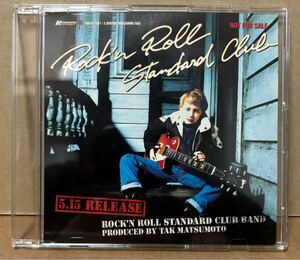 NOT FOR SALE
Rock'n Roll
Standard Club
5.15 RELEASE
ROCK'N ROLL STANDARD CLUB BAND
PRODUCED BY TAK MATSUMOTO